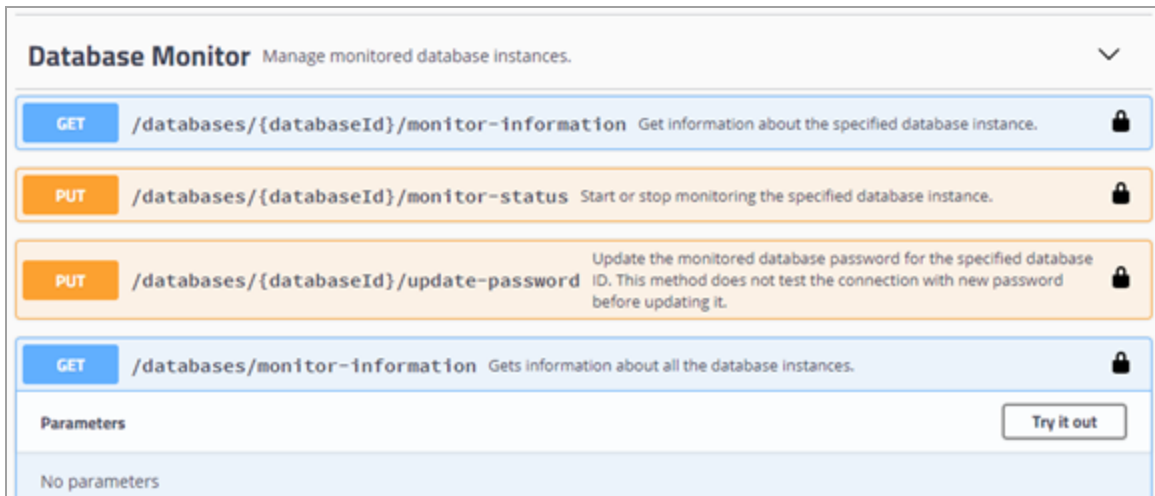 Database Monitor Manage monitored database instances.
GET /databases/{databaseId}/monitor-information Get information about the specified database instance.
PUT /databases/{databaseId}/monitor-status Start or stop monitoring the specified database instance.
PUT /databases/{databaseId}/update-password Update the monitored database password for the specified database
ID. This method does not test the connection with new password
before updating it.
GET /databases/monitor-information Gets information about all the database instances.
Parameters Try it out
No parameters